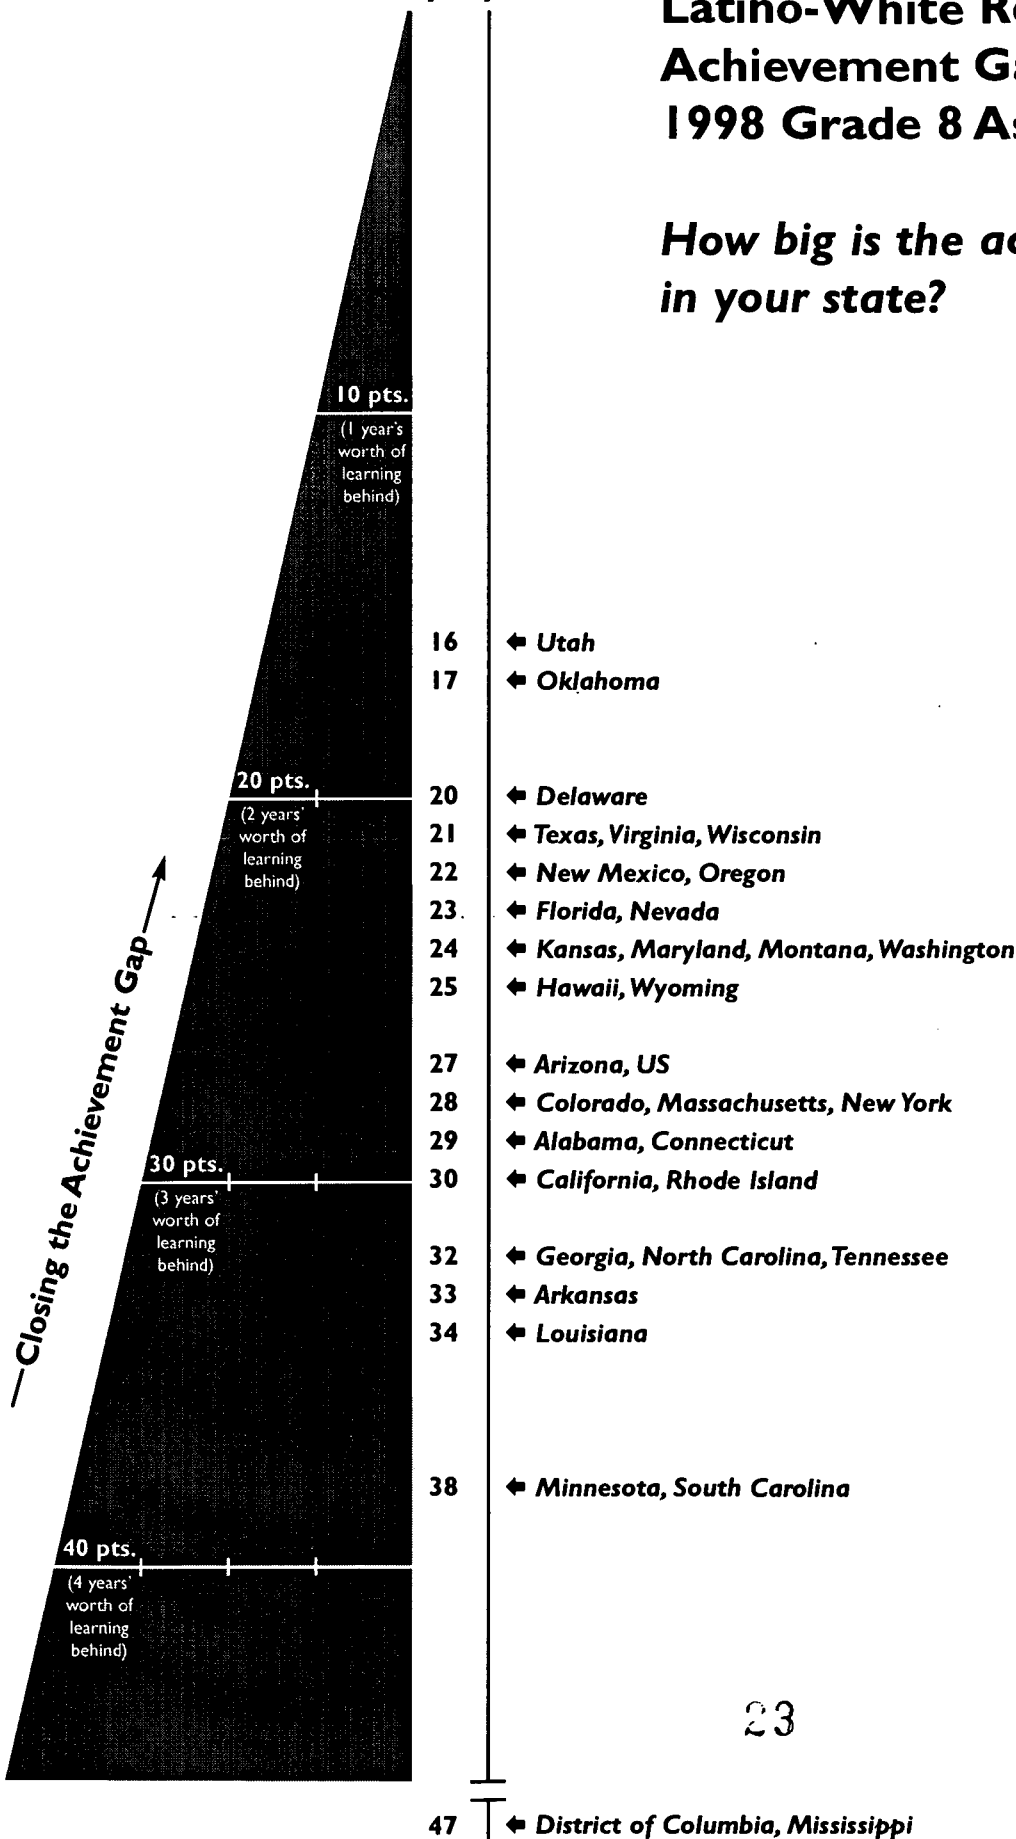 Latino-White
Achievement
1998 Grade 8
How big is the
in your state?
10 pts.
(1 year's
worth of
learning
behind)
16 Utah
17 Oklahoma
20 pts.
(2 years'
worth of
learning
behind)
20 Delaware
21 Texas, Virginia, Wisconsin
22 New Mexico, Oregon
23 Florida, Nevada
24 Kansas, Maryland, Montana, Washington
25 Hawaii, Wyoming
27 Arizona, US
28 Colorado, Massachusetts, New York
29 Alabama, Connecticut
30 pts.
(3 years'
worth of
learning
behind)
30 California, Rhode Island
32 Georgia, North Carolina, Tennessee
33 Arkansas
34 Louisiana
Closing the Achievement Gap
38 Minnesota, South Carolina
40 pts.
(4 years'
worth of
learning
behind)
23
47 District of Columbia, Mississippi